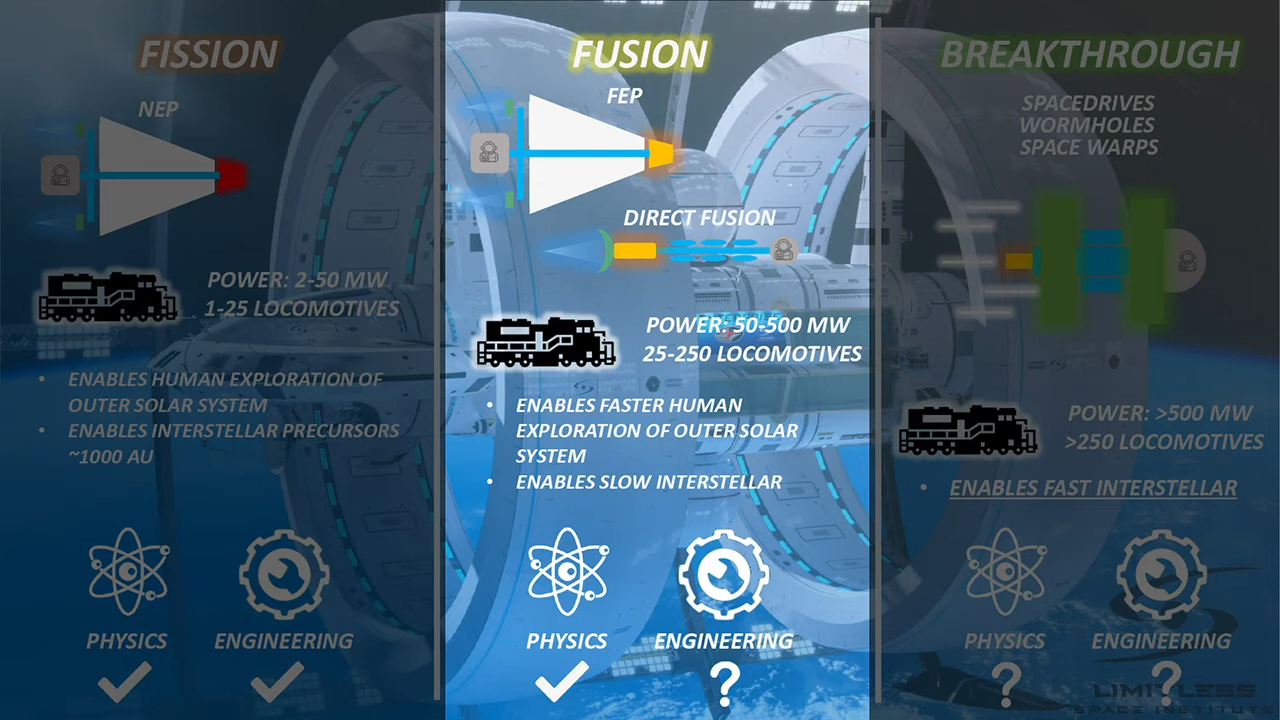 FISSION
NEP
POWER: 2-50 MW
1-25 LOCOMOTIVES
• ENABLES HUMAN EXPLORATION OF
OUTER SOLAR SYSTEM
• ENABLES INTERSTELLAR PRECURSORS
~1000 AU
PHYSICS
ENGINEERING
FUSION
FEP
DIRECT FUSION
POWER: 50-500 MW
25-250 LOCOMOTIVES
• ENABLES FASTER HUMAN
EXPLORATION OF OUTER SOLAR
SYSTEM
• ENABLES SLOW INTERSTELLAR
PHYSICS
ENGINEERING
?
BREAKTHROUGH
SPACEDRIVES
WORMHOLES
SPACE WARPS
POWER: >500 MW
>250 LOCOMOTIVES
• ENABLES FAST INTERSTELLAR
PHYSICS
ENGINEERING
?
?
LIMITLESS
SPACE INSTITUTE